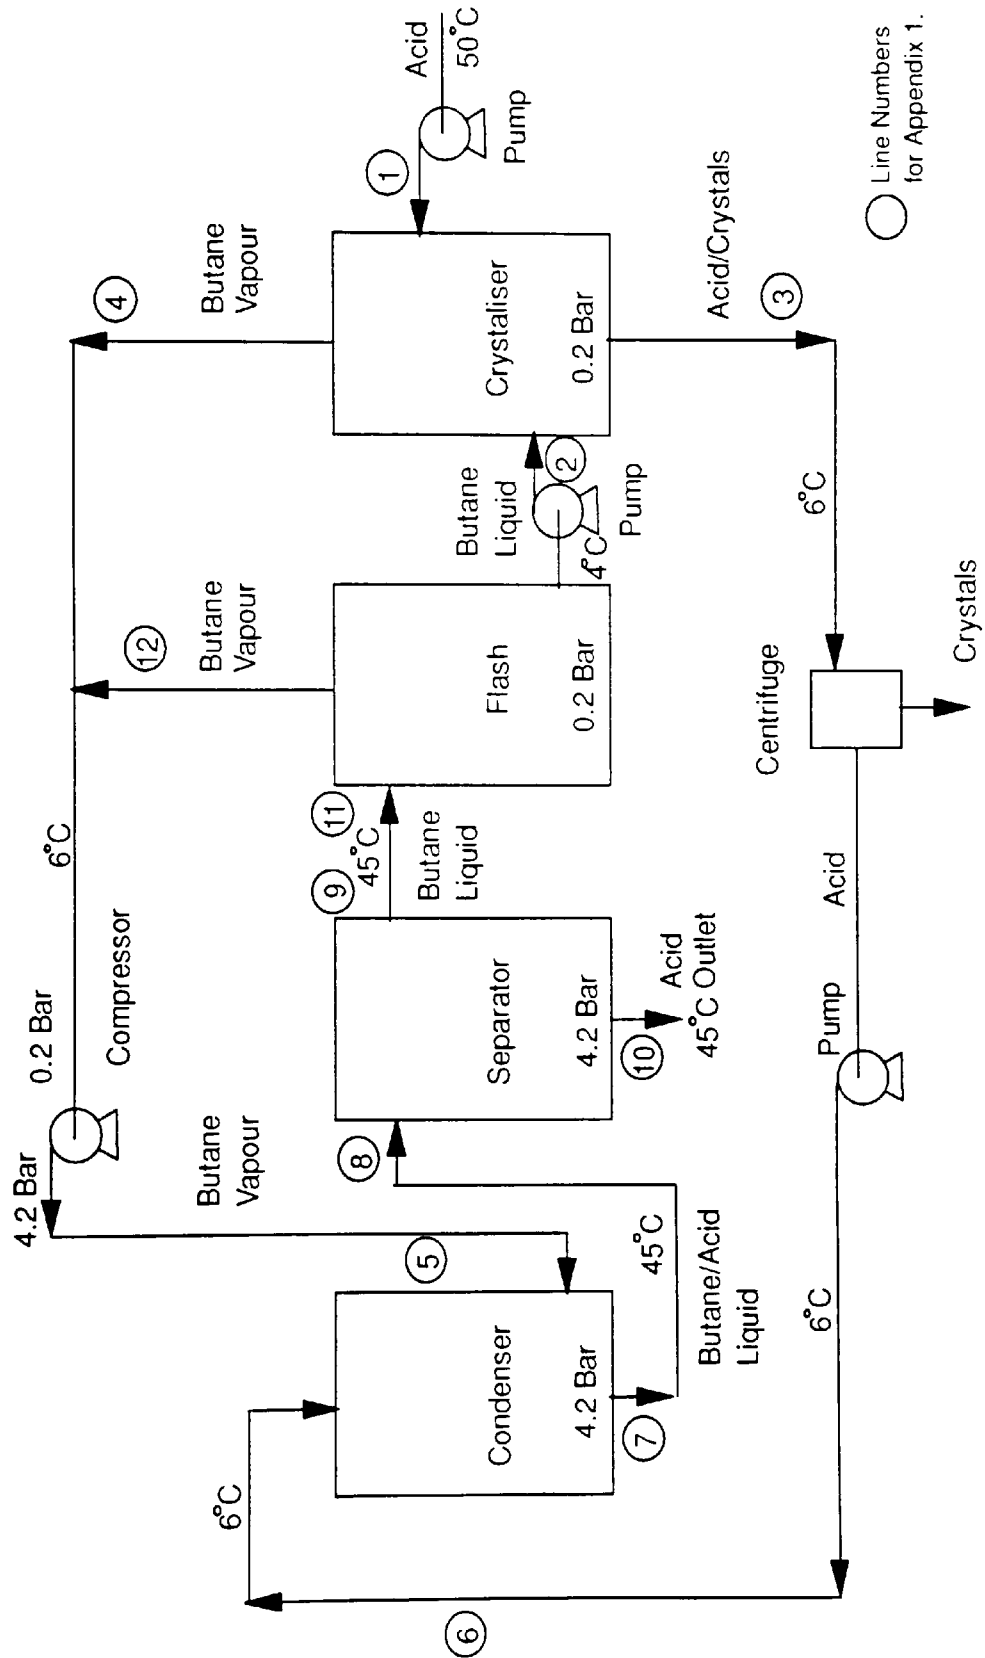 6°C
0.2 Bar
4.2 Bar
Compressor
Butane
Vapour
12
Butane
Vapour
4
Butane
Vapour
Acid
50°C
1
Pump
5
6°C
6
Condenser
4.2 Bar
7
45°C
Butane/Acid
Liquid
8
Separator
4.2 Bar
10
Acid
45°C Outlet
9
11
45°C
Butane
Liquid
Flash
0.2 Bar
Butane
Liquid
2
4°C
Pump
Crystaliser
0.2 Bar
Acid/Crystals
3
6°C
Centrifuge
Crystals
Acid
Pump
6°C
Line Numbers
for Appendix 1.